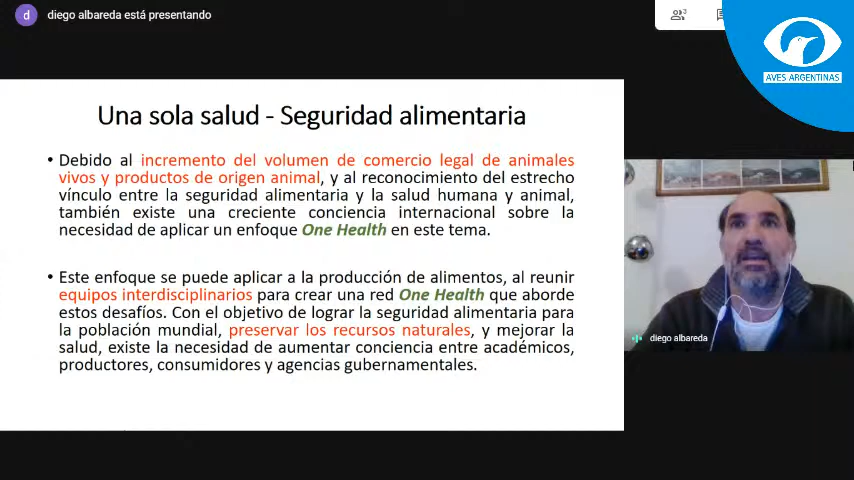 d
diego albareda está presentando
3
AVES ARGENTINAS
Una sola salud - Seguridad alimentaria
• Debido al incremento del volumen de comercio legal de animales
vivos y productos de origen animal, y al reconocimiento del estrecho
vínculo entre la seguridad alimentaria y la salud humana y animal,
también existe una creciente conciencia internacional sobre la
necesidad de aplicar un enfoque One Health en este tema.
• Este enfoque se puede aplicar a la producción de alimentos, al reunir
equipos interdisciplinarios para crear una red One Health que aborde
estos desafíos. Con el objetivo de lograr la seguridad alimentaria para
la población mundial, preservar los recursos naturales, y mejorar la
salud, existe la necesidad de aumentar conciencia entre académicos,
productores, consumidores y agencias gubernamentales.
diego albareda